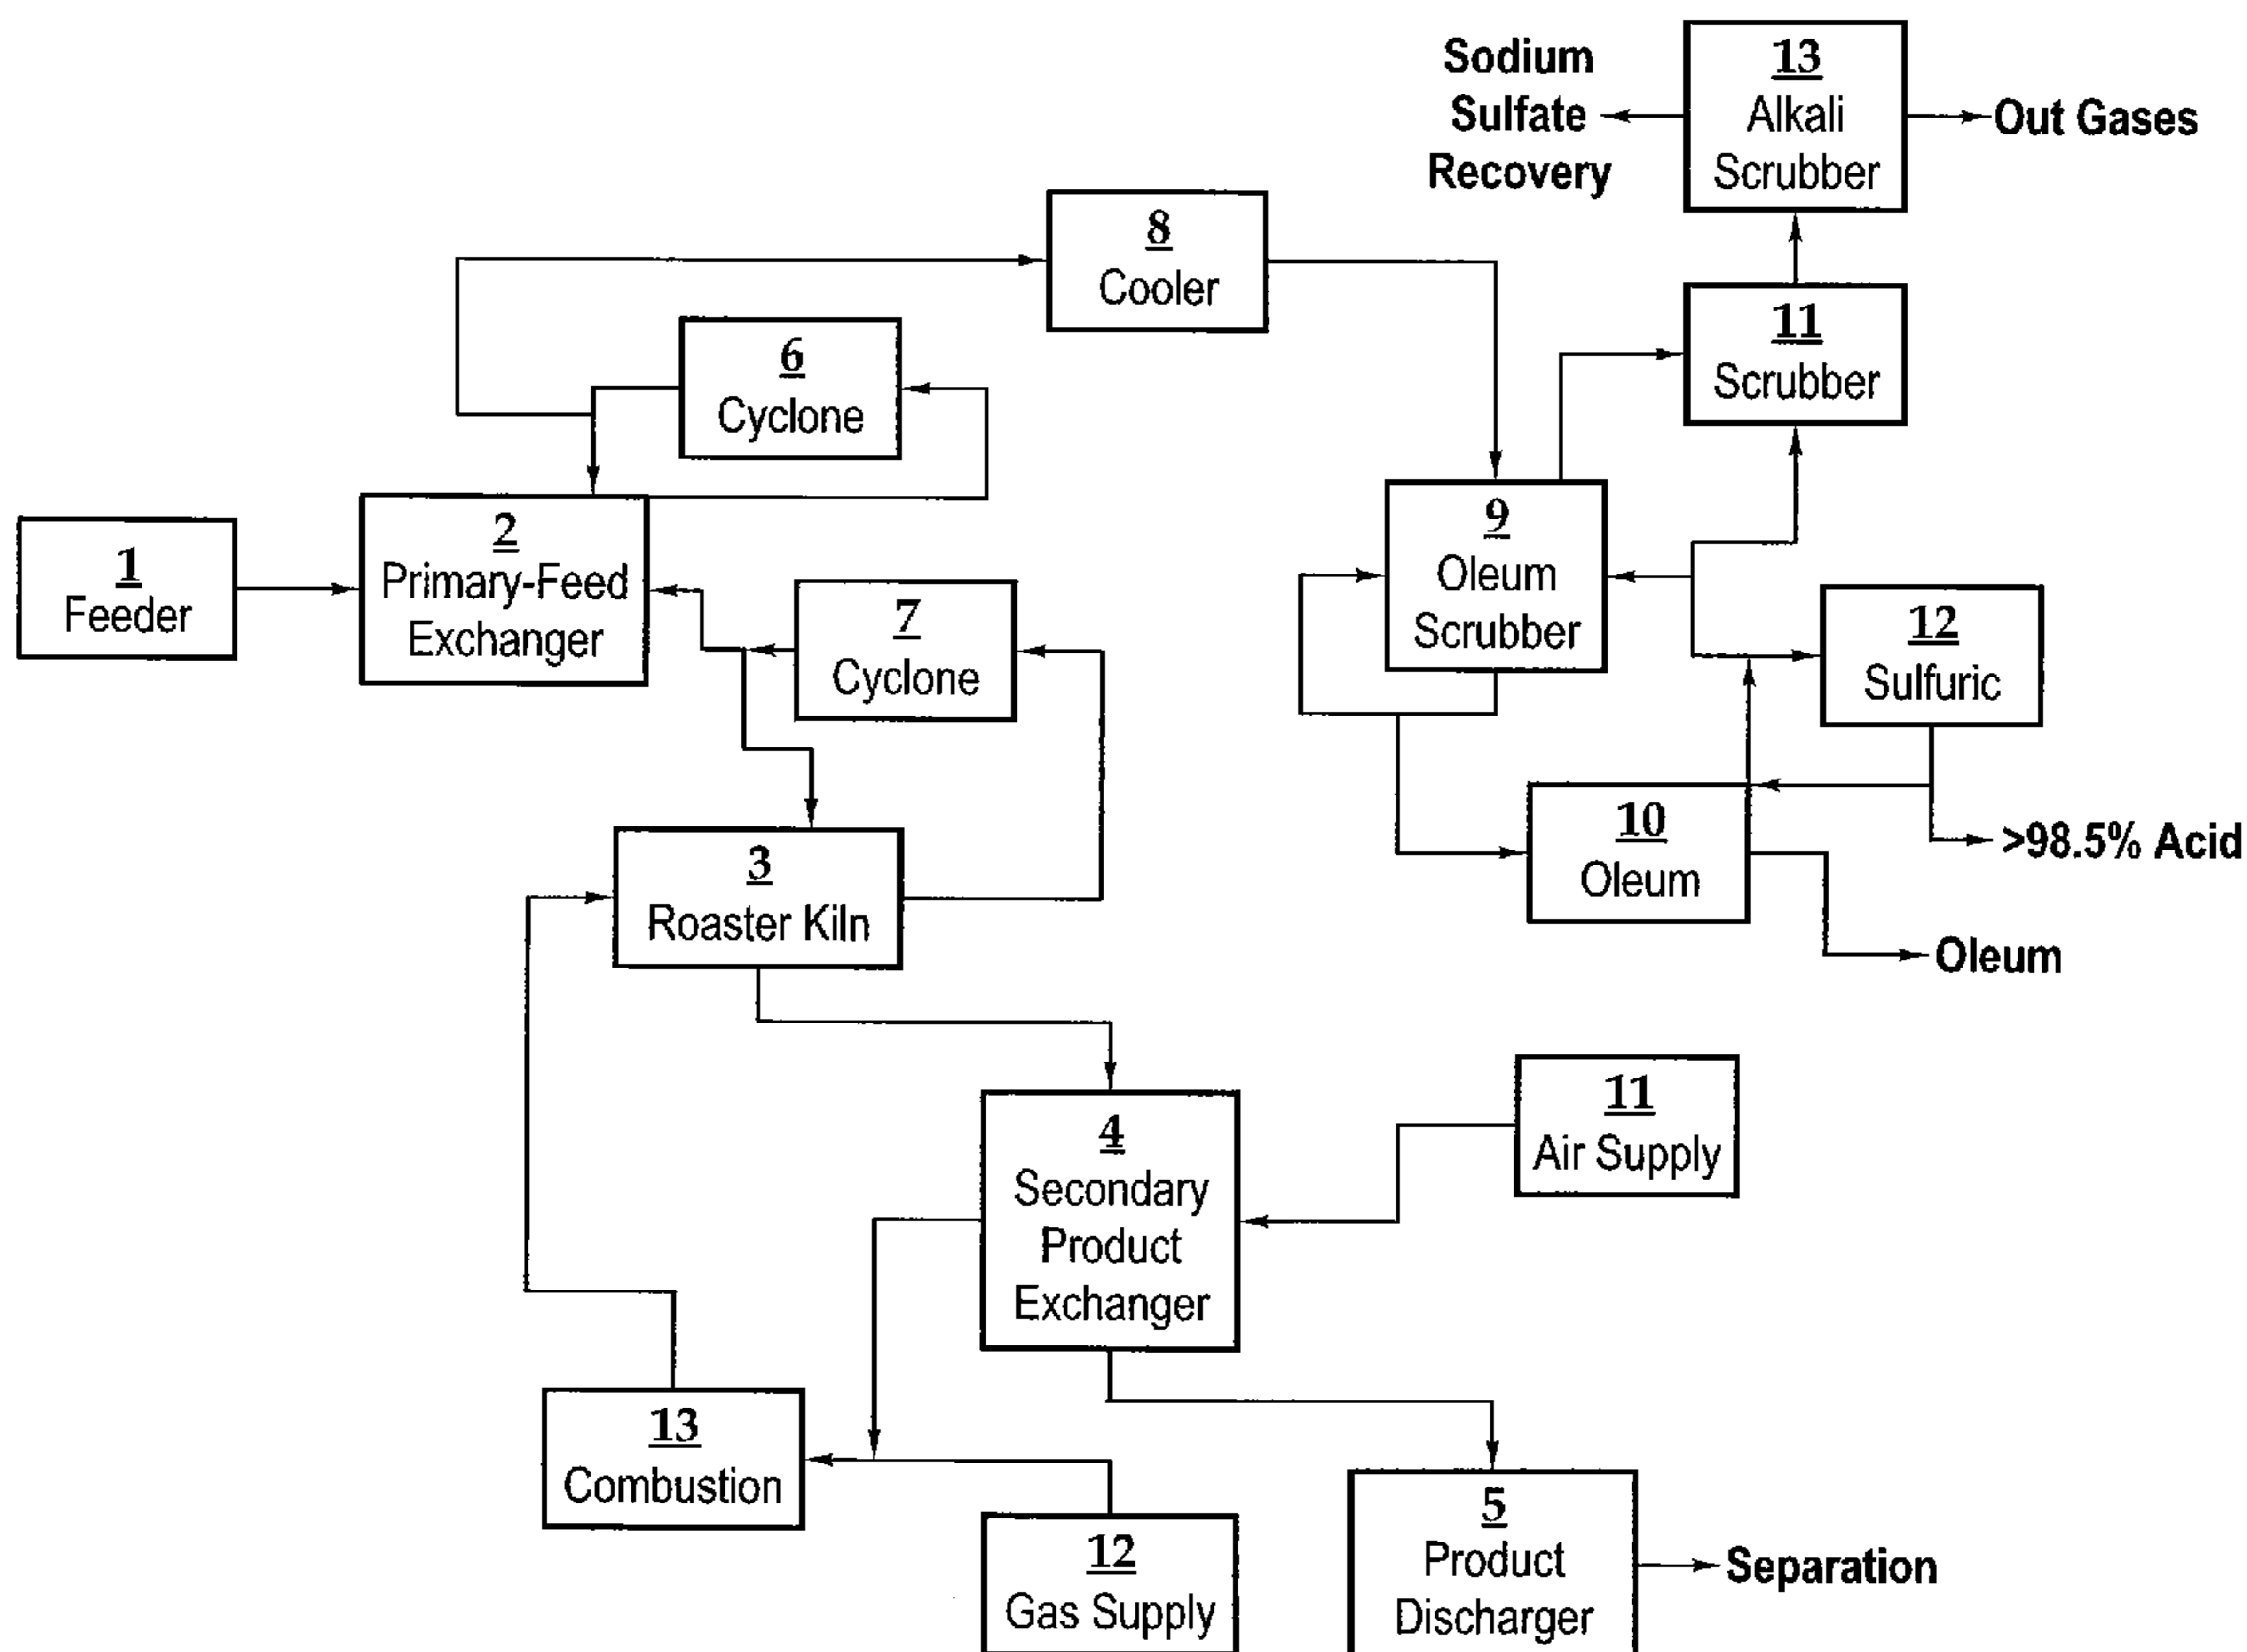 Sodium
Sulfate
Recovery
13
Alkali
Scrubber
Out Gases
8
Cooler
11
Scrubber
6
Cyclone
1
Feeder
2
Primary-Feed
Exchanger
7
Cyclone
9
Oleum
Scrubber
12
Sulfuric
10
Oleum
>98.5% Acid
Oleum
3
Roaster Kiln
4
Secondary
Product
Exchanger
11
Air Supply
13
Combustion
12
Gas Supply
5
Product
Discharger
Separation